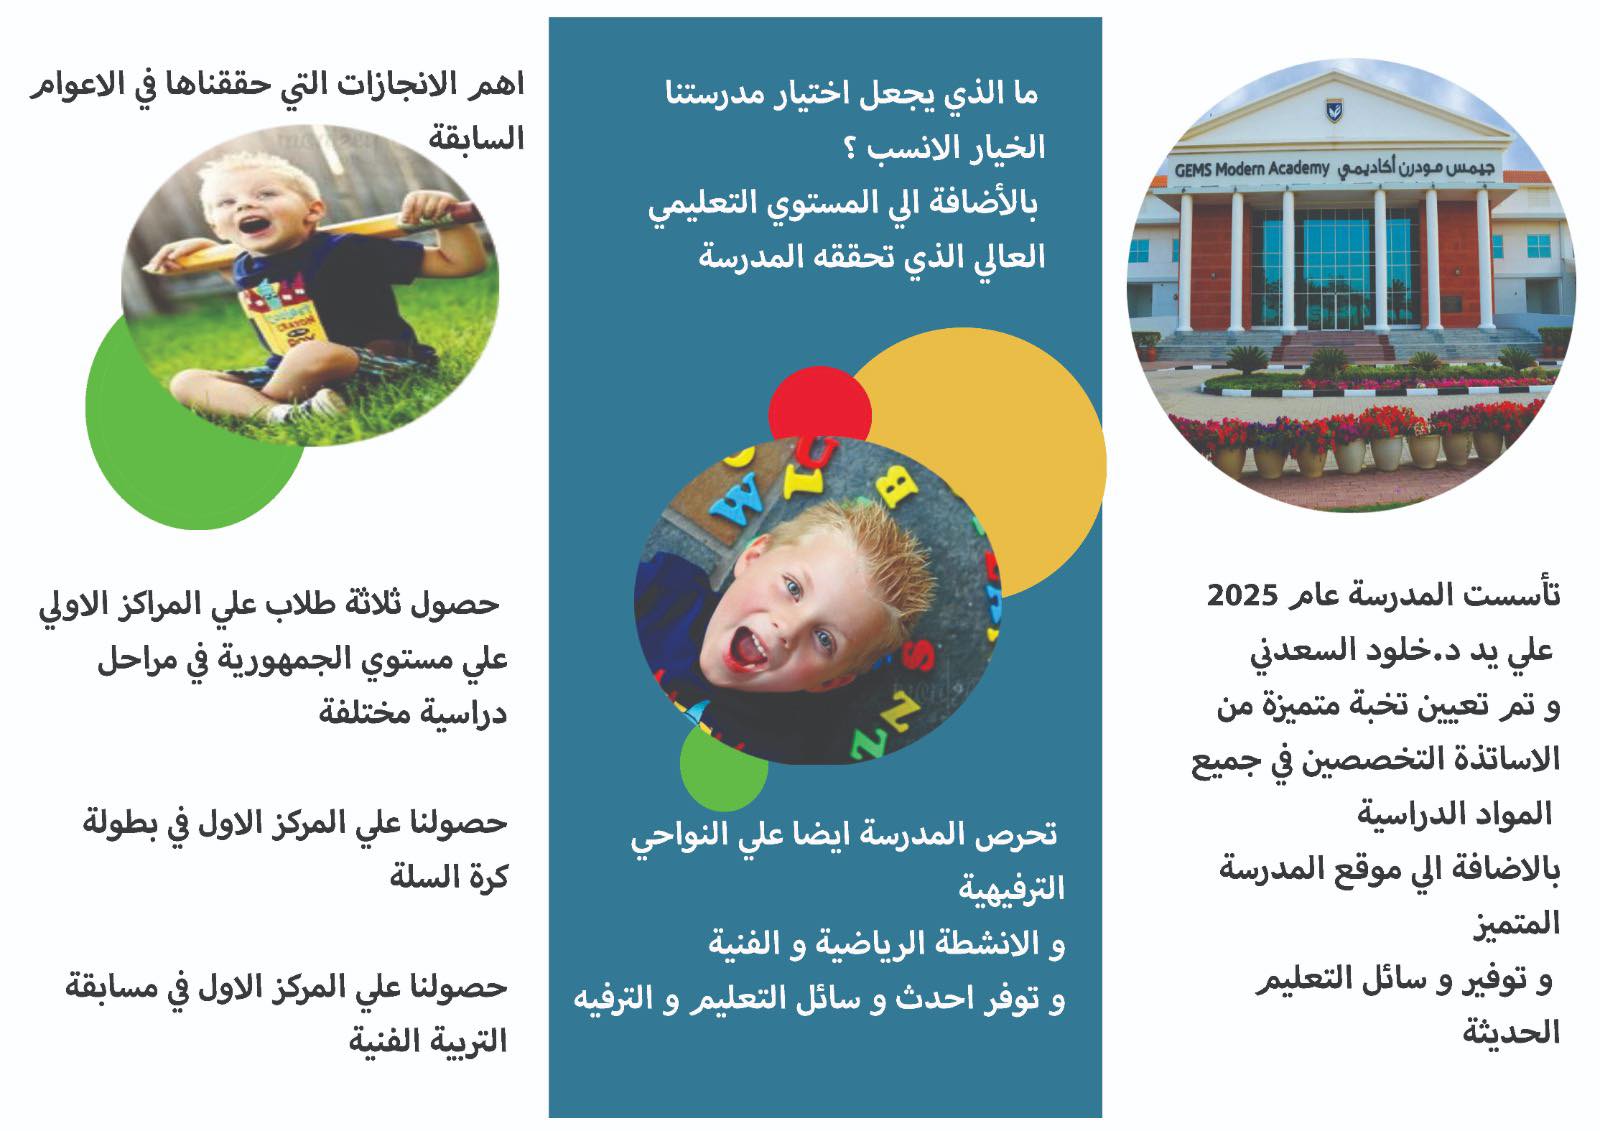 جيمس مودرن أكاديمي GEMS Modern Academy
تأسست المدرسة عام 2025
علي يد د.خلود السعدني
و تم تعيين تخبة متميزة من
الاساتذة التخصصين في جميع
المواد الدراسية
بالاضافة الي موقع المدرسة
المتميز
و توفير و سائل التعليم
الحديثة
ما الذي يجعل اختيار مدرستنا
الخيار الانسب ؟
بالأضافة الي المستوي التعليمي
العالي الذي تحققه المدرسة
تحرص المدرسة ايضا علي النواحي
الترفيهية
و الانشطة الرياضية و الفنية
و توفر احدث و سائل التعليم و الترفيه
اهم الانجازات التي حققناها في الاعوام
السابقة
حصول ثلاثة طلاب علي المراكز الاولي
علي مستوي الجمهورية في مراحل
دراسية مختلفة
حصولنا علي المركز الاول في بطولة
كرة السلة
حصولنا علي المركز الاول في مسابقة
التربية الفنية